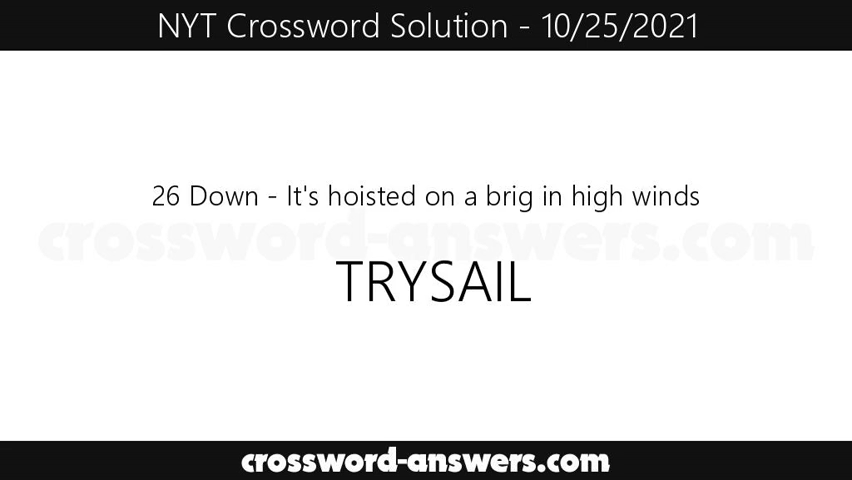 NYT Crossword Solution - 10/25/2021
26 Down - It's hoisted on a brig in high winds
crossword-answers.com
TRYSAIL
crossword-answers.com